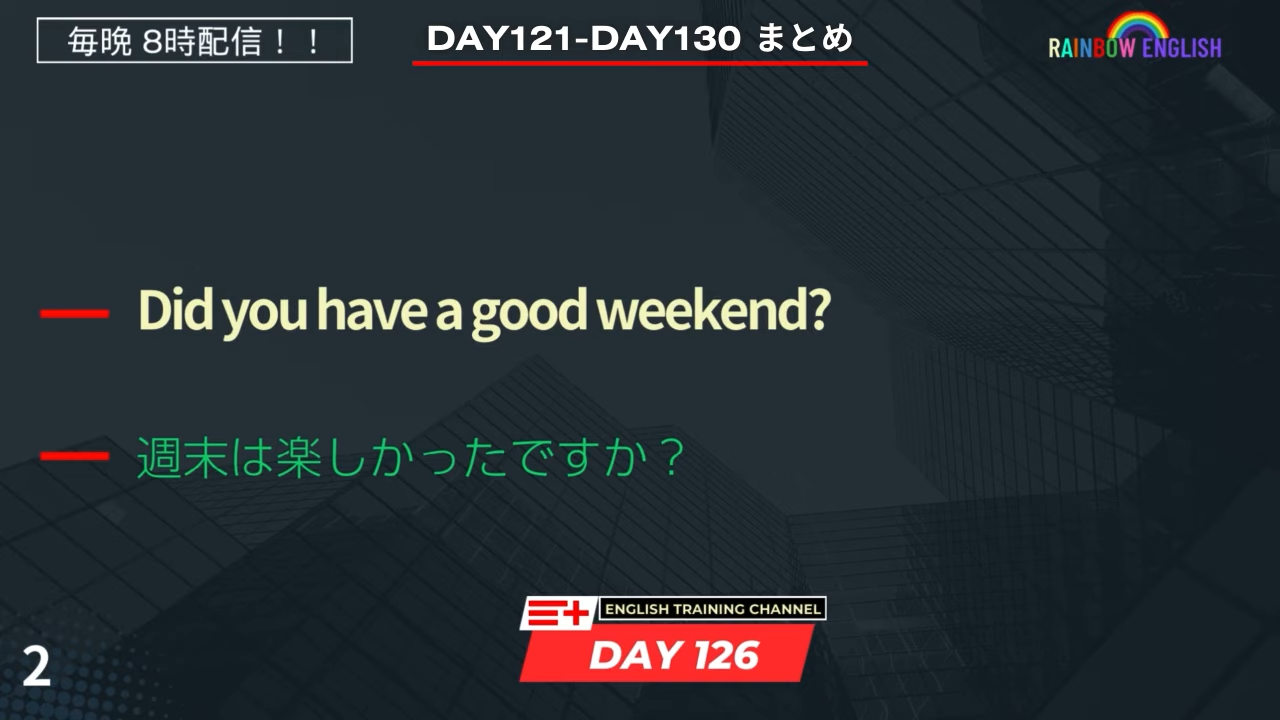 毎晩 8時配信！！
DAY121-DAY130 まとめ
RAINBOW ENGLISH
Did you have a good weekend?
週末は楽しかったですか？
ENGLISH TRAINING CHANNEL
DAY 126
2